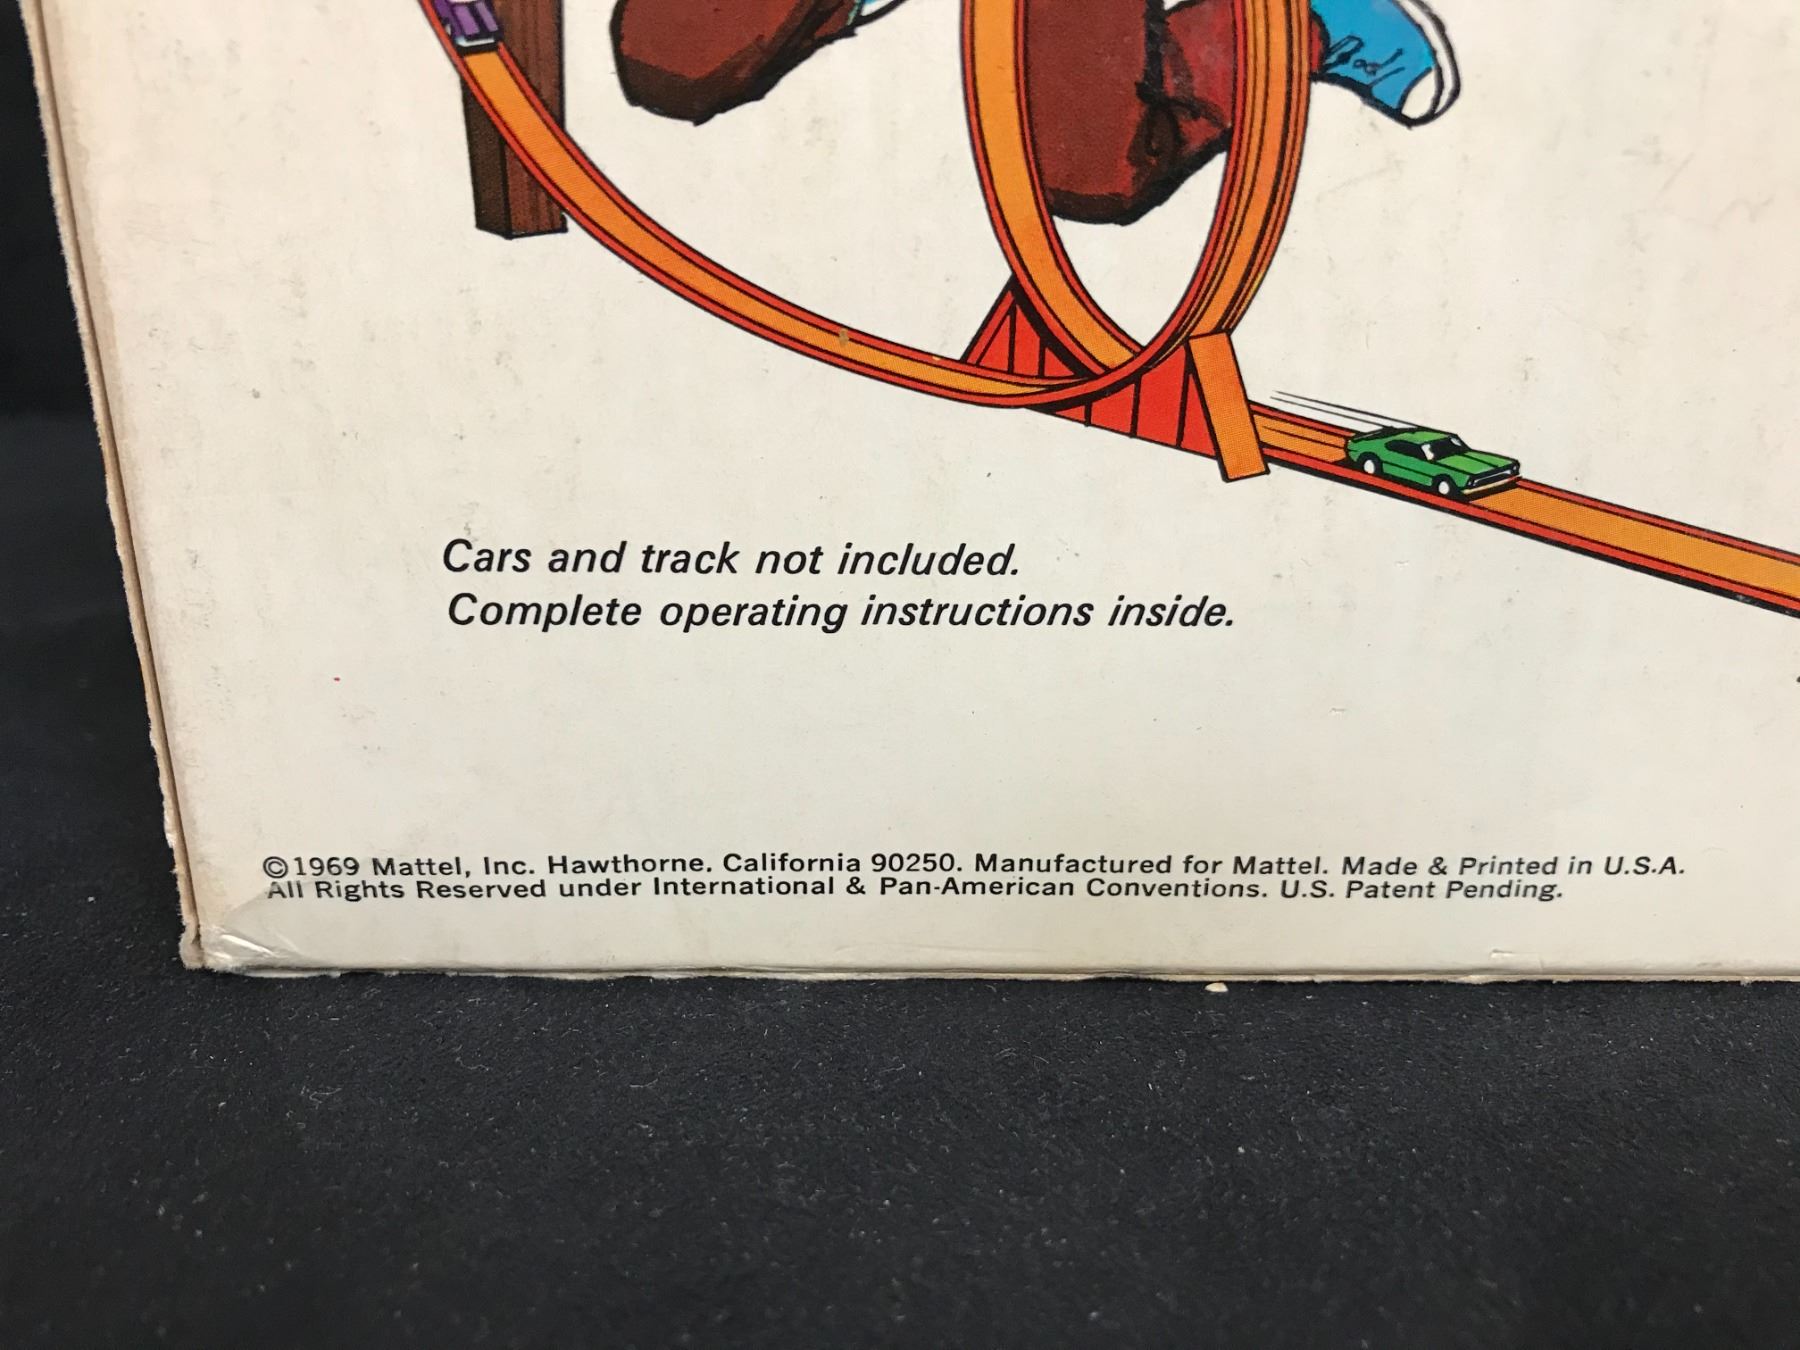 Cars and track not included.
Complete operating instructions inside.
©1969 Mattel, Inc. Hawthorne. California 90250. Manufactured for Mattel. Made & Printed in U.S.A.
All Rights Reserved under International & Pan-American Conventions. U.S. Patent Pending.